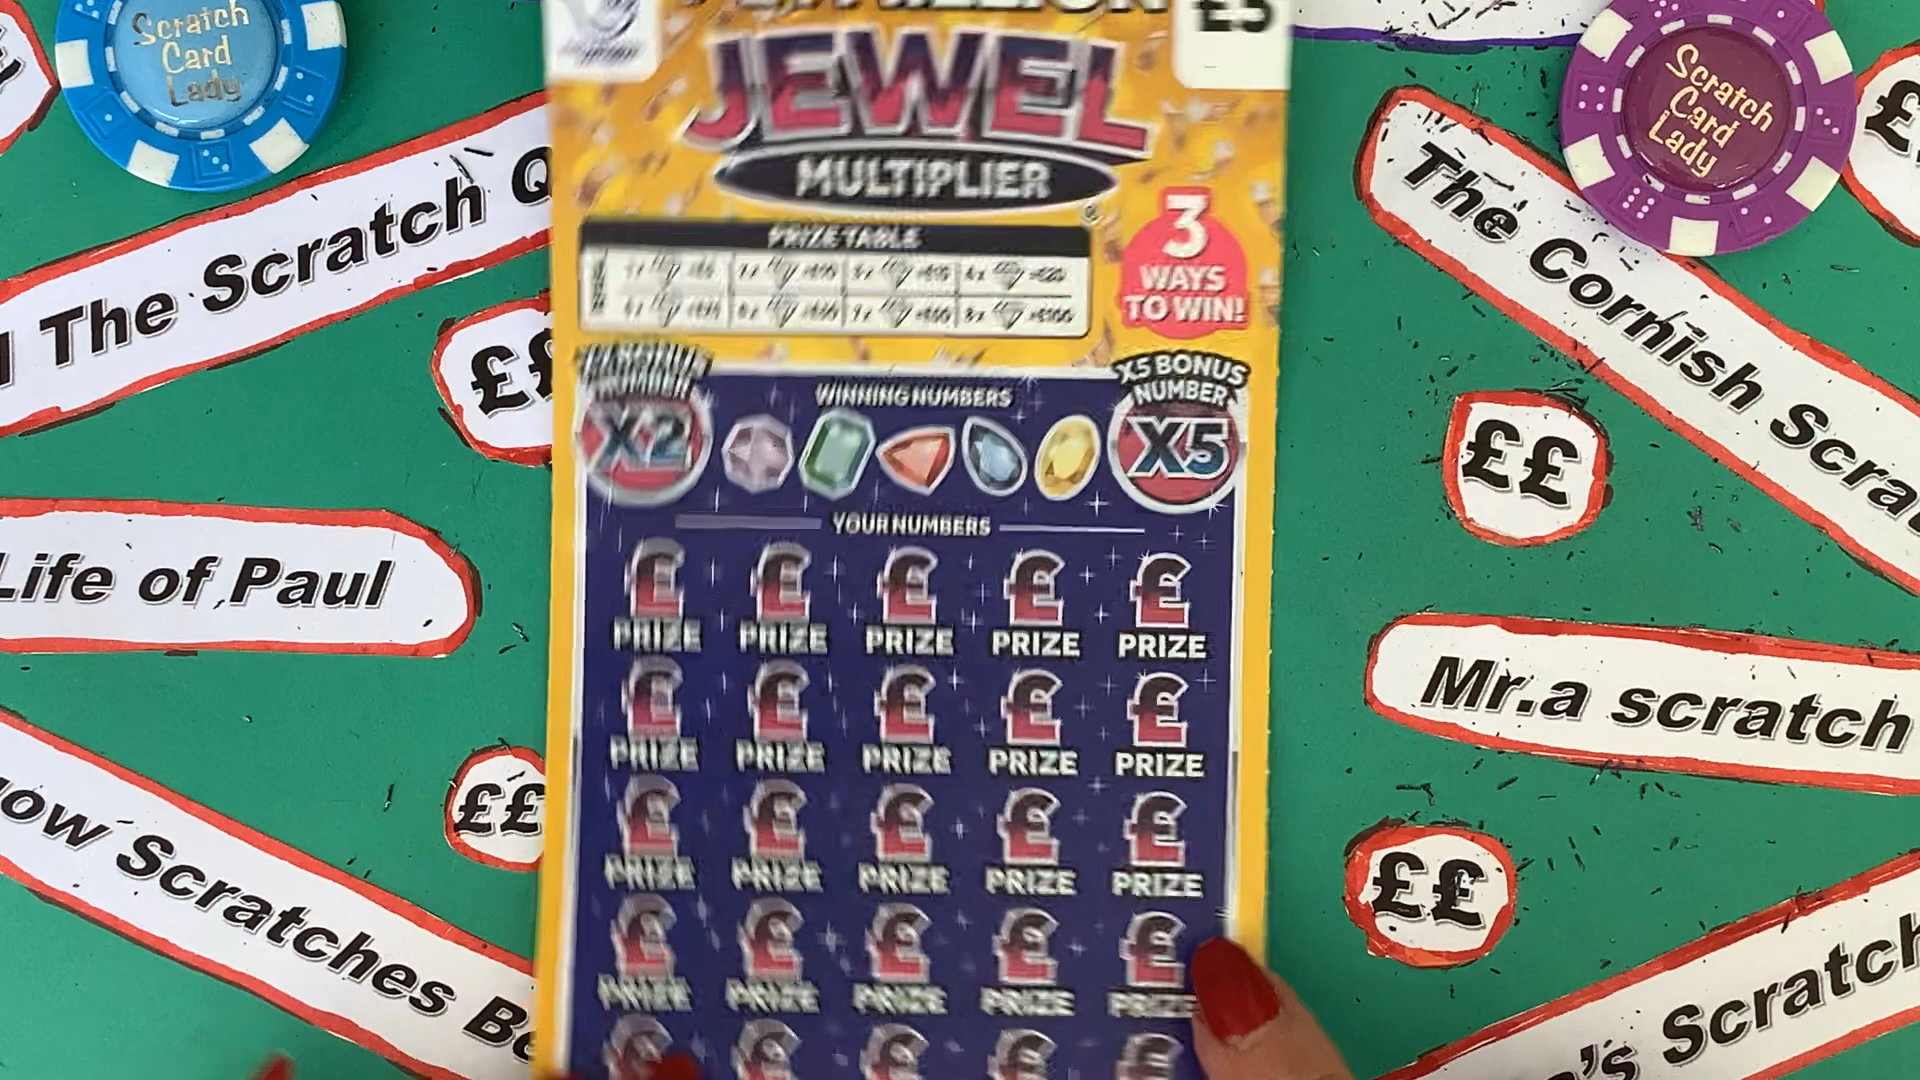 Scratch
Card
Lady
The Scratch
££
Life of Paul
Scratches
££
£5
JEWEL
MULTIPLIER
PRIZE TABLE
3
WAYS
TO WIN!
NUMBER
X2
WINNING NUMBERS
X5 BONUS
NUMBER
X5
YOUR NUMBERS
£ £ £ £ £
PRIZE PRIZE PRIZE PRIZE PRIZE
£ £ £ £ £
PRIZE PRIZE PRIZE PRIZE PRIZE
£ £ £ £ £
PRIZE PRIZE PRIZE PRIZE PRIZE
£ £ £ £ £
PRIZE PRIZE PRIZE PRIZE PRIZE
£ £ £ £ £
Scratch
Card
Lady
The Cornish
££
Mr.a scratch
££
's Scratch